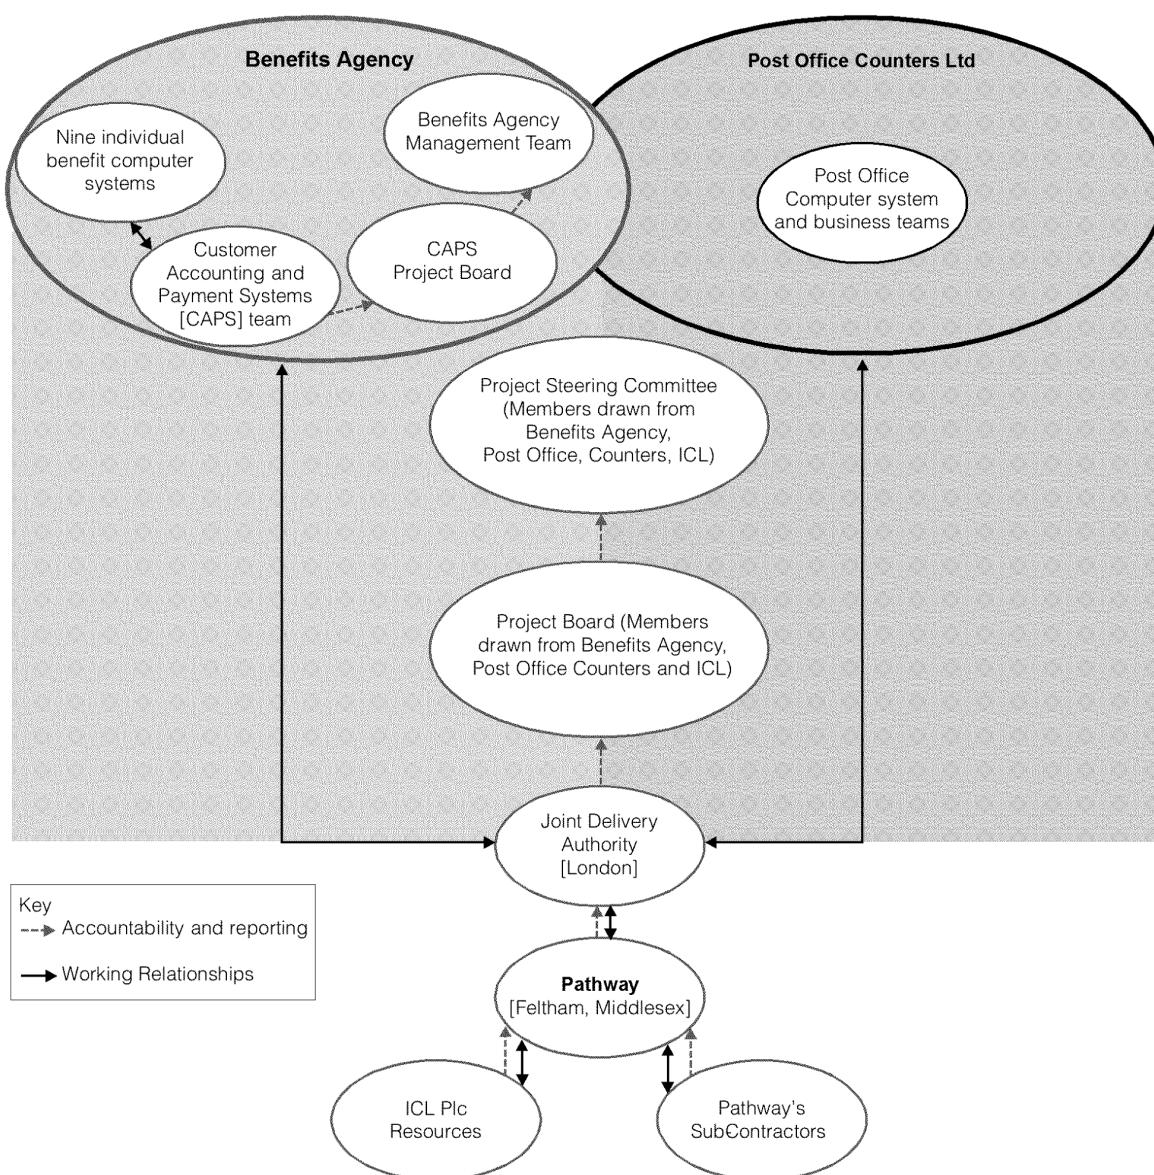 Benefits Agency
Post Office Counters Ltd
Nine individual
benefit computer
systems
Benefits Agency
Management Team
Post Office
Computer system
and business teams
Customer
Accounting and
Payment Systems
[CAPS] team
CAPS
Project Board
Project Steering Committee
(Members drawn from
Benefits Agency,
Post Office, Counters, ICL)
Project Board (Members
drawn from Benefits Agency,
Post Office Counters and ICL)
Joint Delivery
Authority
[London]
Key
Accountability and reporting
Working Relationships
Pathway
[Feltham, Middlesex]
ICL Plc
Resources
Pathway's
Sub-Contractors